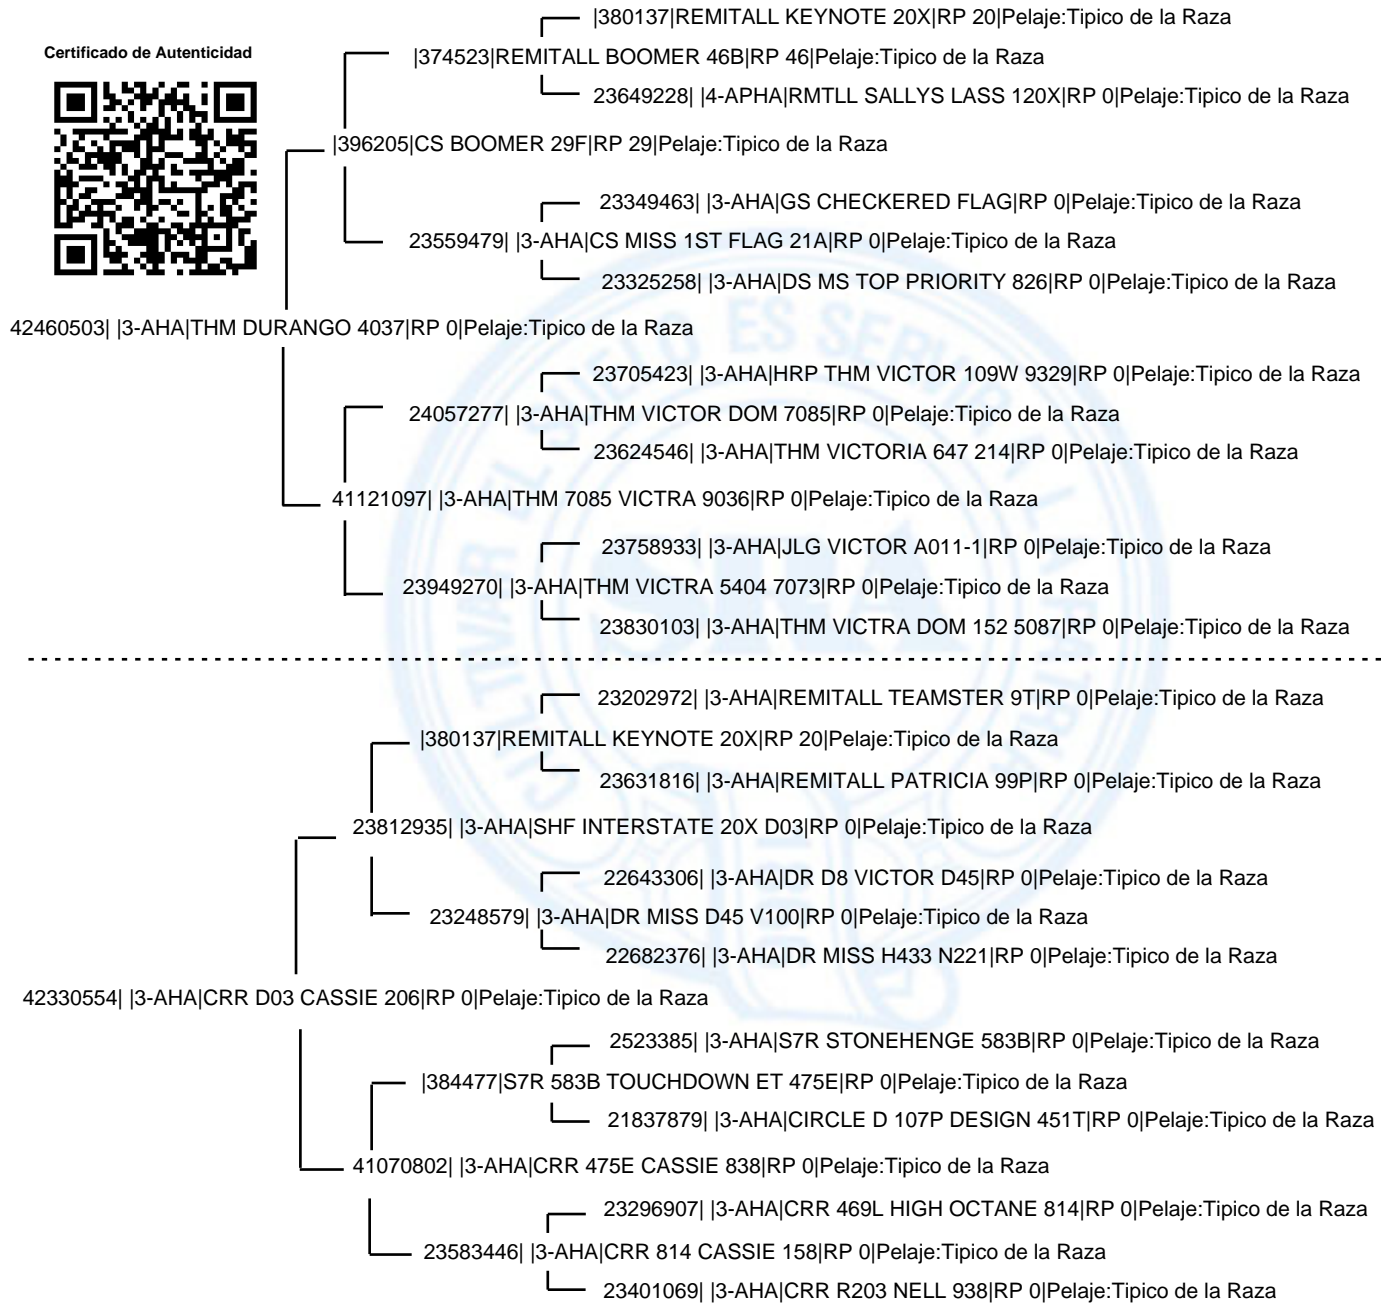 |380137|REMITALL KEYNOTE 20X|RP 20|Pelaje:Tipico de la Raza
Certificado de Autenticidad
|374523|REMITALL BOOMER 46B|RP 46|Pelaje:Tipico de la Raza
23649228| |4-APHA|RMTLL SALLYS LASS 120X|RP 0|Pelaje:Tipico de la Raza
|396205|CS BOOMER 29F|RP 29|Pelaje:Tipico de la Raza
23349463| |3-AHA|GS CHECKERED FLAG|RP 0|Pelaje:Tipico de la Raza
23559479| |3-AHA|CS MISS 1ST FLAG 21A|RP 0|Pelaje:Tipico de la Raza
23325258| |3-AHA|DS MS TOP PRIORITY 826|RP 0|Pelaje:Tipico de la Raza
42460503| |3-AHA|THM DURANGO 4037|RP 0|Pelaje:Tipico de la Raza
23705423| |3-AHA|HRP THM VICTOR 109W 9329|RP 0|Pelaje:Tipico de la Raza
24057277| |3-AHA|THM VICTOR DOM 7085|RP 0|Pelaje:Tipico de la Raza
23624546| |3-AHA|THM VICTORIA 647 214|RP 0|Pelaje:Tipico de la Raza
41121097| |3-AHA|THM 7085 VICTRA 9036|RP 0|Pelaje:Tipico de la Raza
23758933| |3-AHA|JLG VICTOR A011-1|RP 0|Pelaje:Tipico de la Raza
23949270| |3-AHA|THM VICTRA 5404 7073|RP 0|Pelaje:Tipico de la Raza
23830103| |3-AHA|THM VICTRA DOM 152 5087|RP 0|Pelaje:Tipico de la Raza
23202972| |3-AHA|REMITALL TEAMSTER 9T|RP 0|Pelaje:Tipico de la Raza
|380137|REMITALL KEYNOTE 20X|RP 20|Pelaje:Tipico de la Raza
23631816| |3-AHA|REMITALL PATRICIA 99P|RP 0|Pelaje:Tipico de la Raza
23812935| |3-AHA|SHF INTERSTATE 20X D03|RP 0|Pelaje:Tipico de la Raza
22643306| |3-AHA|DR D8 VICTOR D45|RP 0|Pelaje:Tipico de la Raza
23248579| |3-AHA|DR MISS D45 V100|RP 0|Pelaje:Tipico de la Raza
22682376| |3-AHA|DR MISS H433 N221|RP 0|Pelaje:Tipico de la Raza
42330554| |3-AHA|CRR D03 CASSIE 206|RP 0|Pelaje:Tipico de la Raza
2523385| |3-AHA|S7R STONEHENGE 583B|RP 0|Pelaje:Tipico de la Raza
|384477|S7R 583B TOUCHDOWN ET 475E|RP 0|Pelaje:Tipico de la Raza
21837879| |3-AHA|CIRCLE D 107P DESIGN 451T|RP 0|Pelaje:Tipico de la Raza
41070802| |3-AHA|CRR 475E CASSIE 838|RP 0|Pelaje:Tipico de la Raza
23296907| |3-AHA|CRR 469L HIGH OCTANE 814|RP 0|Pelaje:Tipico de la Raza
23583446| |3-AHA|CRR 814 CASSIE 158|RP 0|Pelaje:Tipico de la Raza
23401069| |3-AHA|CRR R203 NELL 938|RP 0|Pelaje:Tipico de la Raza
CULTIVAR EL SUELO ES SERVIR A LA PATRIA
SRA
1866